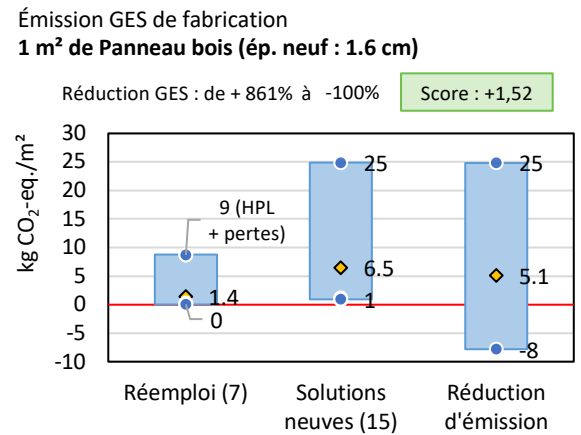 Émission GES de fabrication
1 m² de Panneau bois (ép. neuf : 1.6 cm)
Réduction GES : de + 861% à -100%
Score : +1,52
kg CO₂-eq./m²
30
25
20
15
10
5
0
-5
-10
9 (HPL
+ pertes)
1.4
0
25
6.5
1
25
5.1
-8
Réemploi (7)
Solutions
neuves (15)
Réduction
d'émission